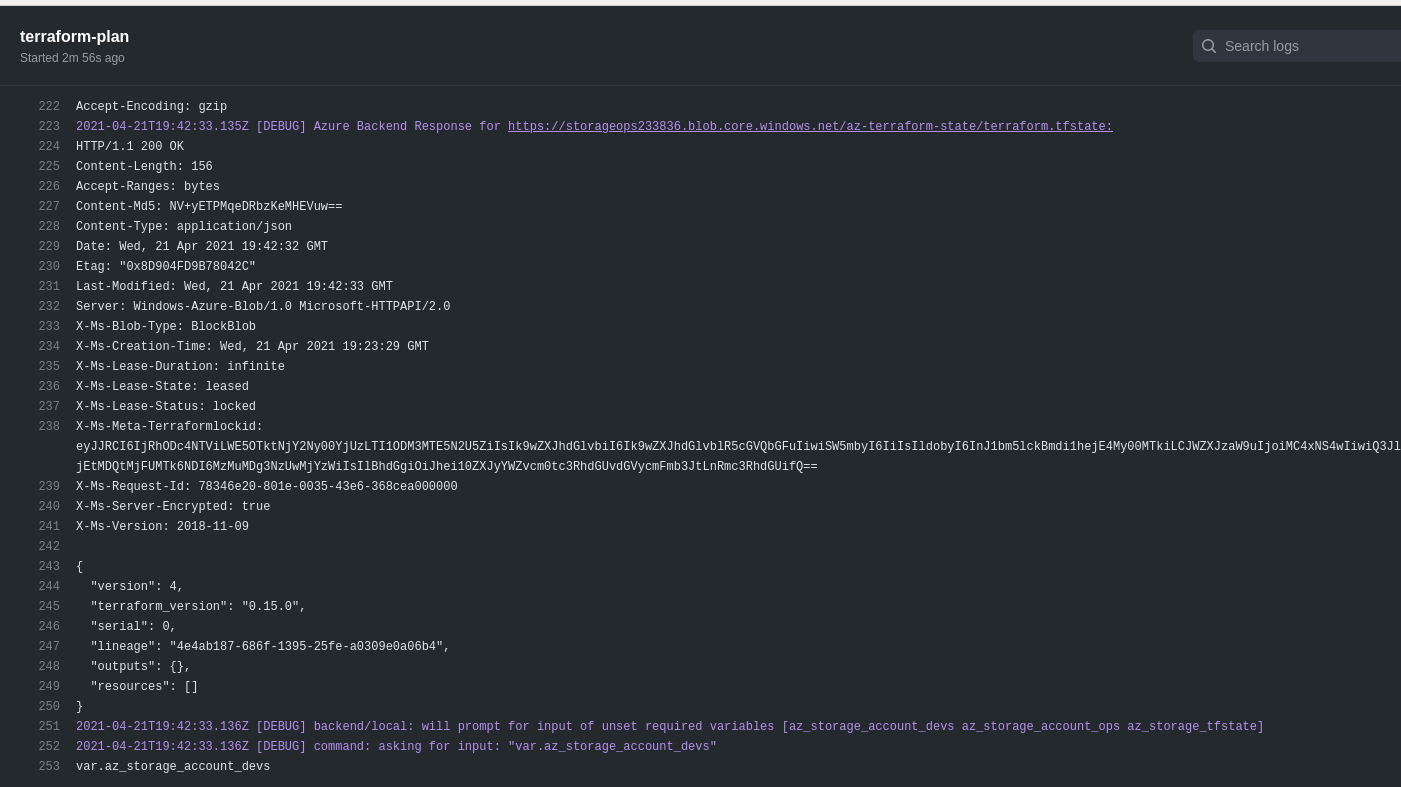 terraform-plan
Started 2m 56s ago
Search logs
222 Accept-Encoding: gzip
223 2021-04-21T19:42:33.135Z [DEBUG] Azure Backend Response for https://storageops233836.blob.core.windows.net/az-terraform-state/terraform.tfstate:
224 HTTP/1.1 200 OK
225 Content-Length: 156
226 Accept-Ranges: bytes
227 Content-Md5: NV+yETPMqeDRbzKeMHEVuw==
228 Content-Type: application/json
229 Date: Wed, 21 Apr 2021 19:42:32 GMT
230 Etag: "0x8D904FD9B78042C"
231 Last-Modified: Wed, 21 Apr 2021 19:42:33 GMT
232 Server: Windows-Azure-Blob/1.0 Microsoft-HTTPAPI/2.0
233 X-Ms-Blob-Type: BlockBlob
234 X-Ms-Creation-Time: Wed, 21 Apr 2021 19:23:29 GMT
235 X-Ms-Lease-Duration: infinite
236 X-Ms-Lease-State: leased
237 X-Ms-Lease-Status: locked
238 X-Ms-Meta-Terraformlockid:
eyJJRCI6IjRhODc4NTViLWE5OTktNjY2Ny00YjUzLTI1ODM3MTE5N2U5ZiIsIk9wZXJhdGlvbiI6Ik9wZXJhdGlvblR5cGVQbGFuIiwiSW5mbyI6IiIsIldobyI6InJ1bm5lckBmdi1hejE4My00MTkiLCJWZXJzaW9uIjoiMC4xNS4wIiwiQ3Jl
jEtMDQtMjFUMTk6NDI6MzMuMDg3NzUwMjYzWiIsIlBhdGgiOiJhei10ZXJyYWZvcm0tc3RhdGUvdGVycmFmb3JtLnRmc3RhdGUifQ==
239 X-Ms-Request-Id: 78346e20-801e-0035-43e6-368cea000000
240 X-Ms-Server-Encrypted: true
241 X-Ms-Version: 2018-11-09
242
243 {
244 "version": 4,
245 "terraform_version": "0.15.0",
246 "serial": 0,
247 "lineage": "4e4ab187-686f-1395-25fe-a0309e0a06b4",
248 "outputs": {},
249 "resources": []
250 }
251 2021-04-21T19:42:33.136Z [DEBUG] backend/local: will prompt for input of unset required variables [az_storage_account_devs az_storage_account_ops az_storage_tfstate]
252 2021-04-21T19:42:33.136Z [DEBUG] command: asking for input: "var.az_storage_account_devs"
253 var.az_storage_account_devs